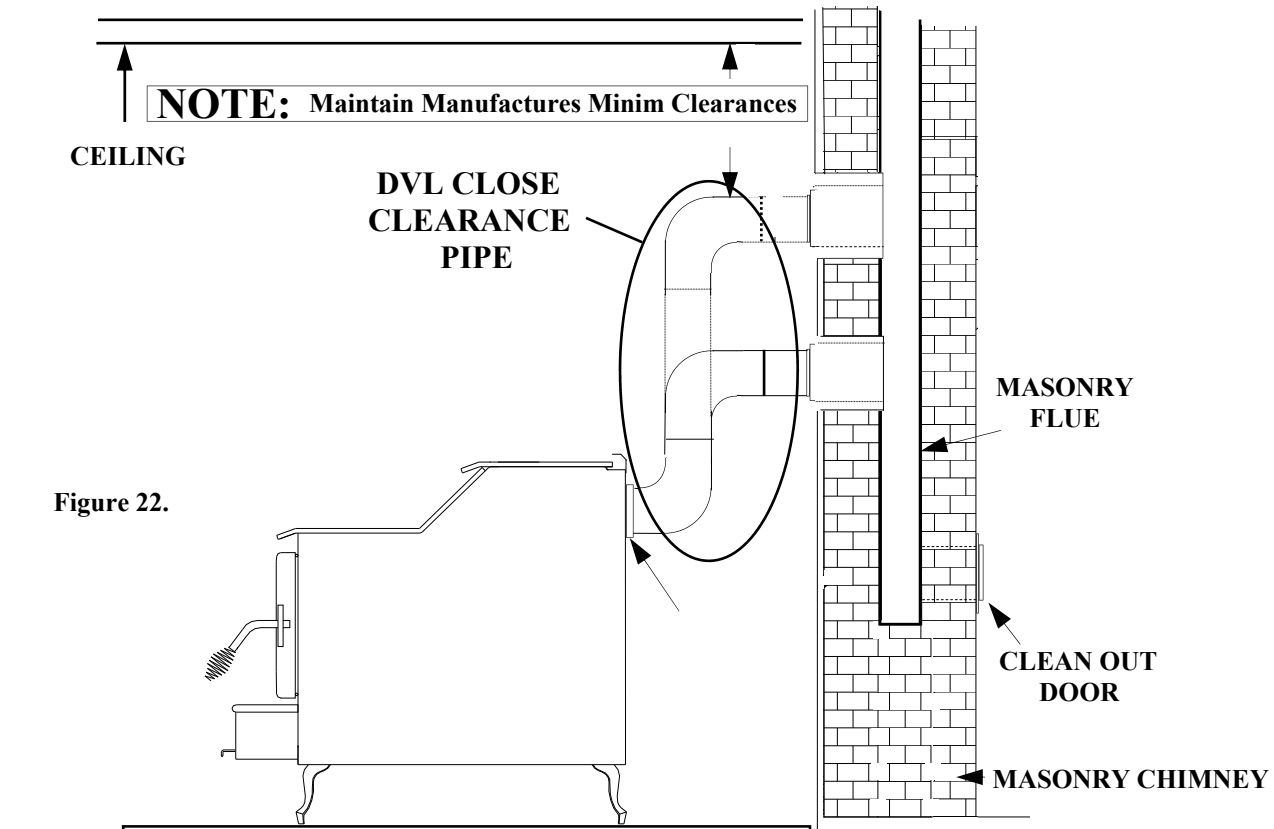 NOTE: Maintain Manufactures Minim Clearances
CEILING
DVL CLOSE
CLEARANCE
PIPE
MASONRY
FLUE
Figure 22.
CLEAN OUT
DOOR
MASONRY CHIMNEY